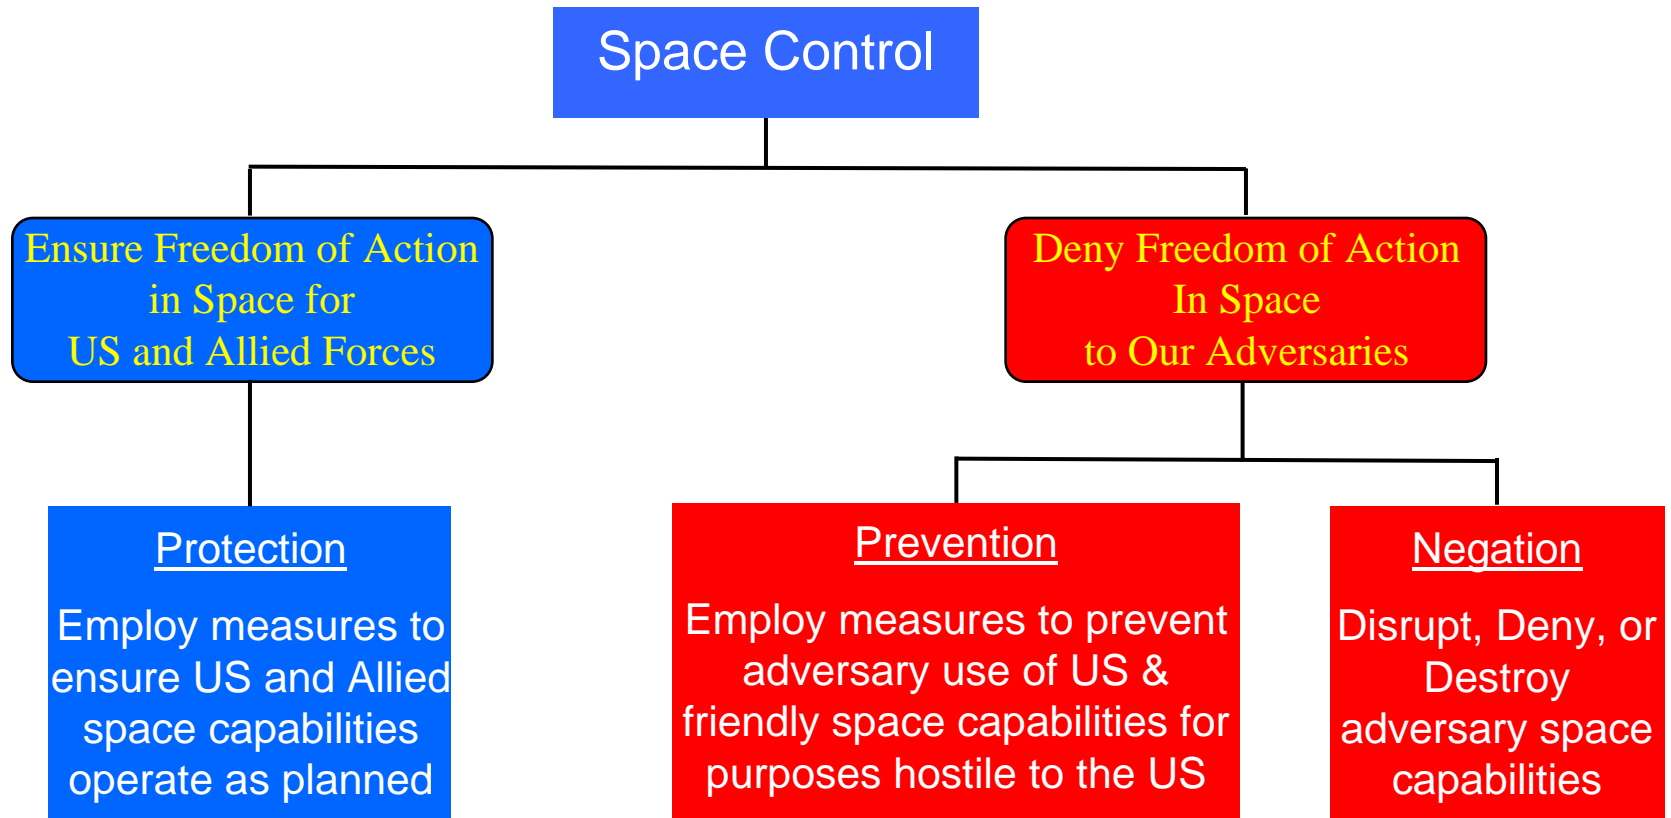 Space Control
Ensure Freedom of Action
in Space for
US and Allied Forces
Deny Freedom of Action
In Space
to Our Adversaries
Protection
Employ measures to
ensure US and Allied
space capabilities
operate as planned
Prevention
Employ measures to prevent
adversary use of US &
friendly space capabilities for
purposes hostile to the US
Negation
Disrupt, Deny, or
Destroy
adversary space
capabilities